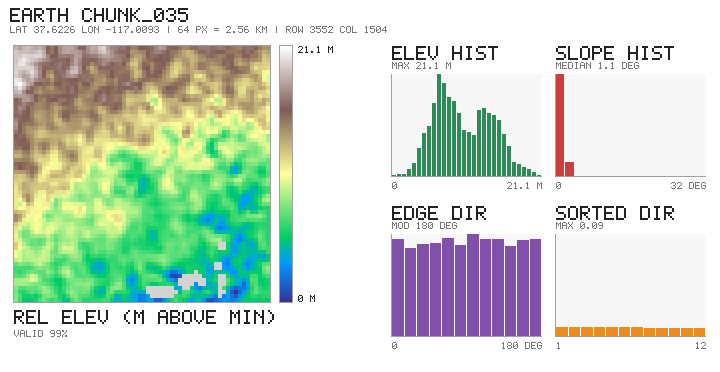 EARTH CHUNK_035
LAT 37.6226 LON -117.0093 | 64 PX = 2.56 KM | ROW 3552 COL 1504
21.1 M
0 M
REL ELEV (M ABOVE MIN)
VALID 99%
ELEV HIST
MAX 21.1 M
0 21.1 M
SLOPE HIST
MEDIAN 1.1 DEG
0 32 DEG
EDGE DIR
MOD 180 DEG
0 180 DEG
SORTED DIR
MAX 0.09
1 12